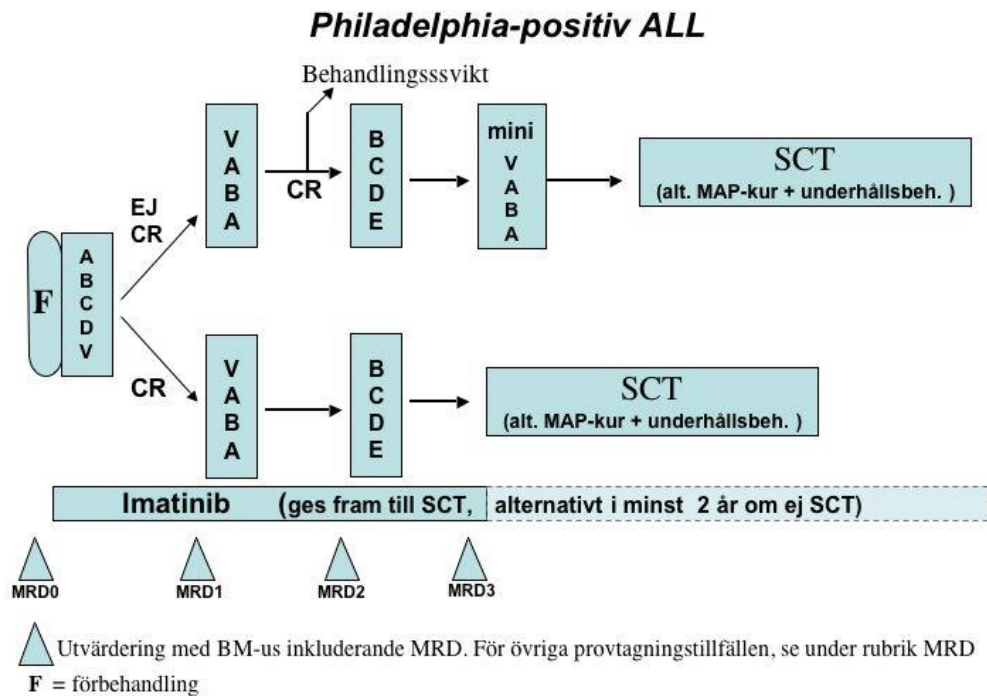 Philadelphia-positiv ALL
Behandlingsssvikt
V
A
B
A
CR
B
C
D
E
mini
V
A
B
A
SCT
(alt. MAP-kur + underhållsbeh. )
EJ
CR
F
A
B
C
D
V
CR
V
A
B
A
B
C
D
E
SCT
(alt. MAP-kur + underhållsbeh. )
Imatinib (ges fram till SCT, alternativt i minst 2 år om ej SCT)
MRD0 MRD1 MRD2 MRD3
Utvärdering med BM-us inkluderande MRD. För övriga provtagningstillfällen, se under rubrik MRD
F = förbehandling